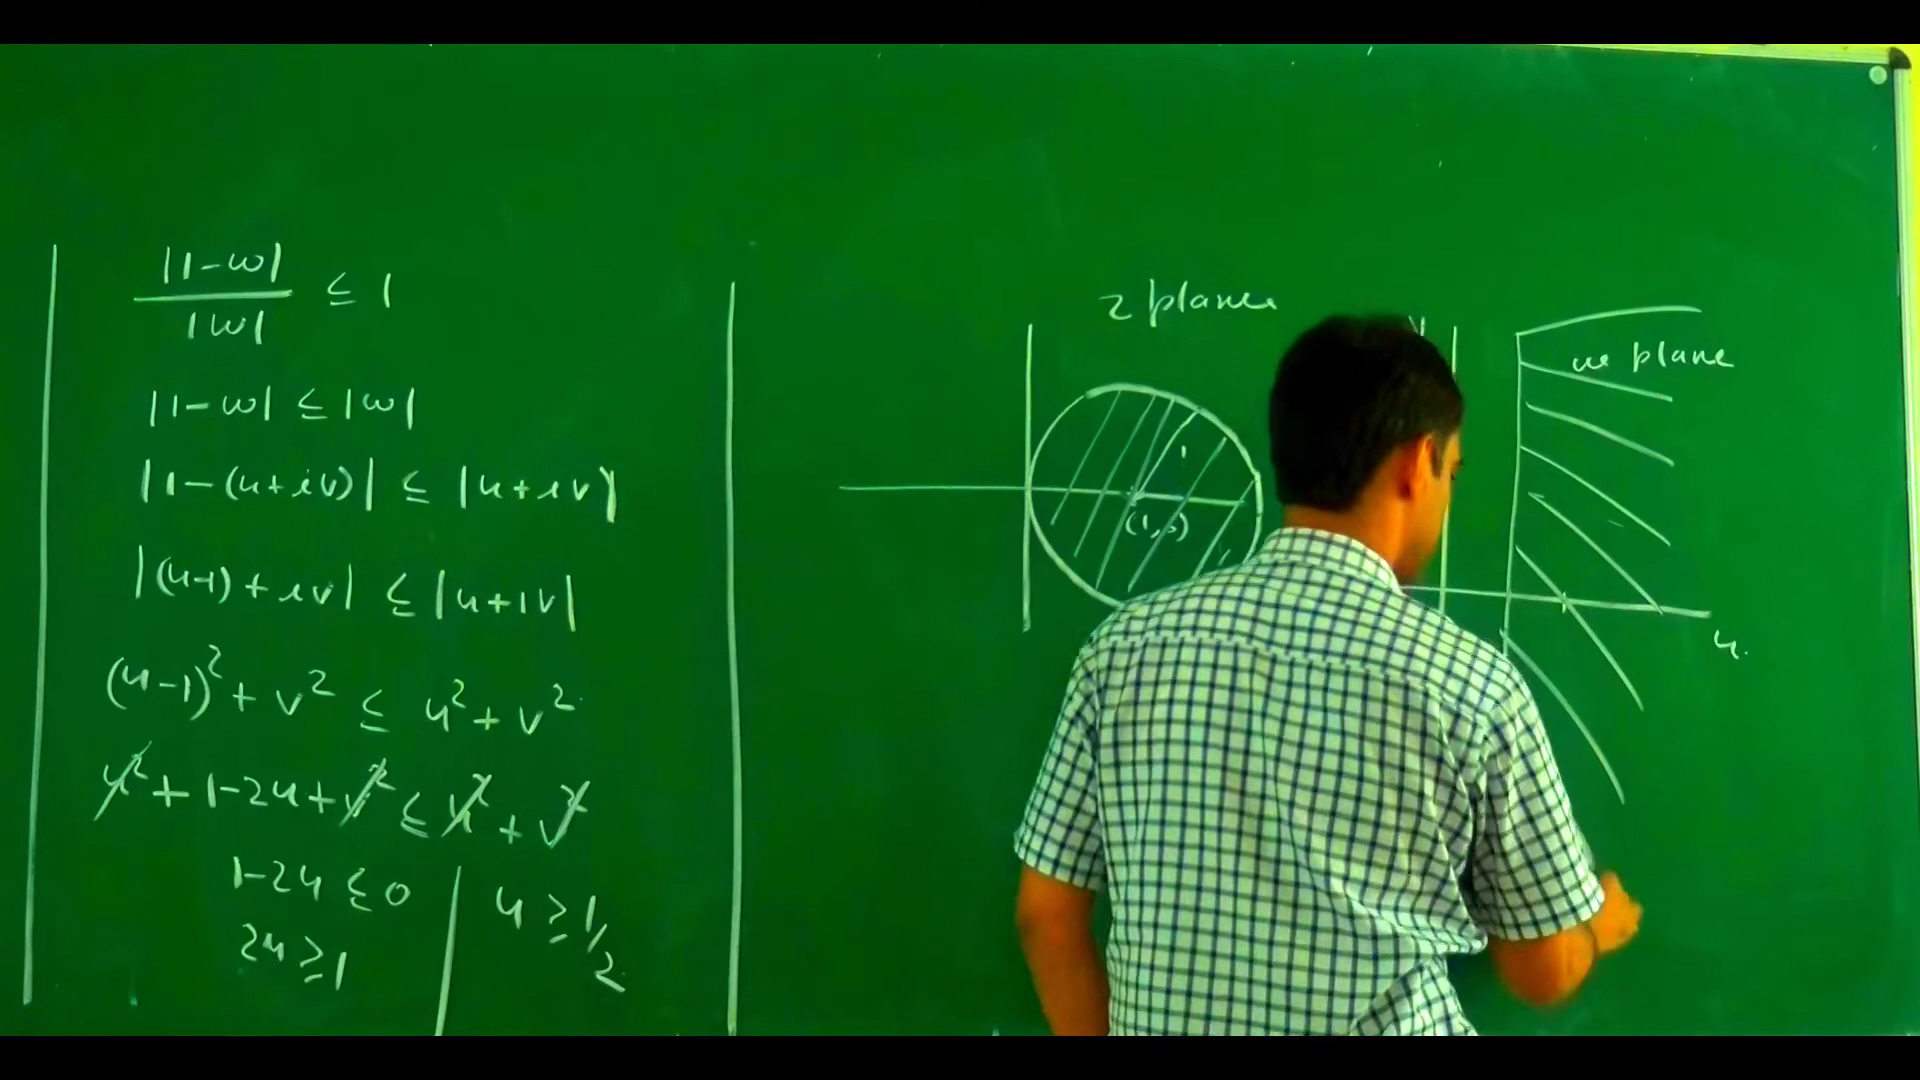 |1-w|
|w|
≤ 1
|1-w| ≤ |w|
|1-(u+iv)| ≤ |u+iv|
|(u-1)+iv| ≤ |u+iv|
(u-1)² + v² ≤ u² + v²
u² + 1-2u + v² ≤ u² + v²
1-2u ≤ 0
2u ≥ 1
u ≥ 1/2
z plane
1
(1,0)
w plane
u